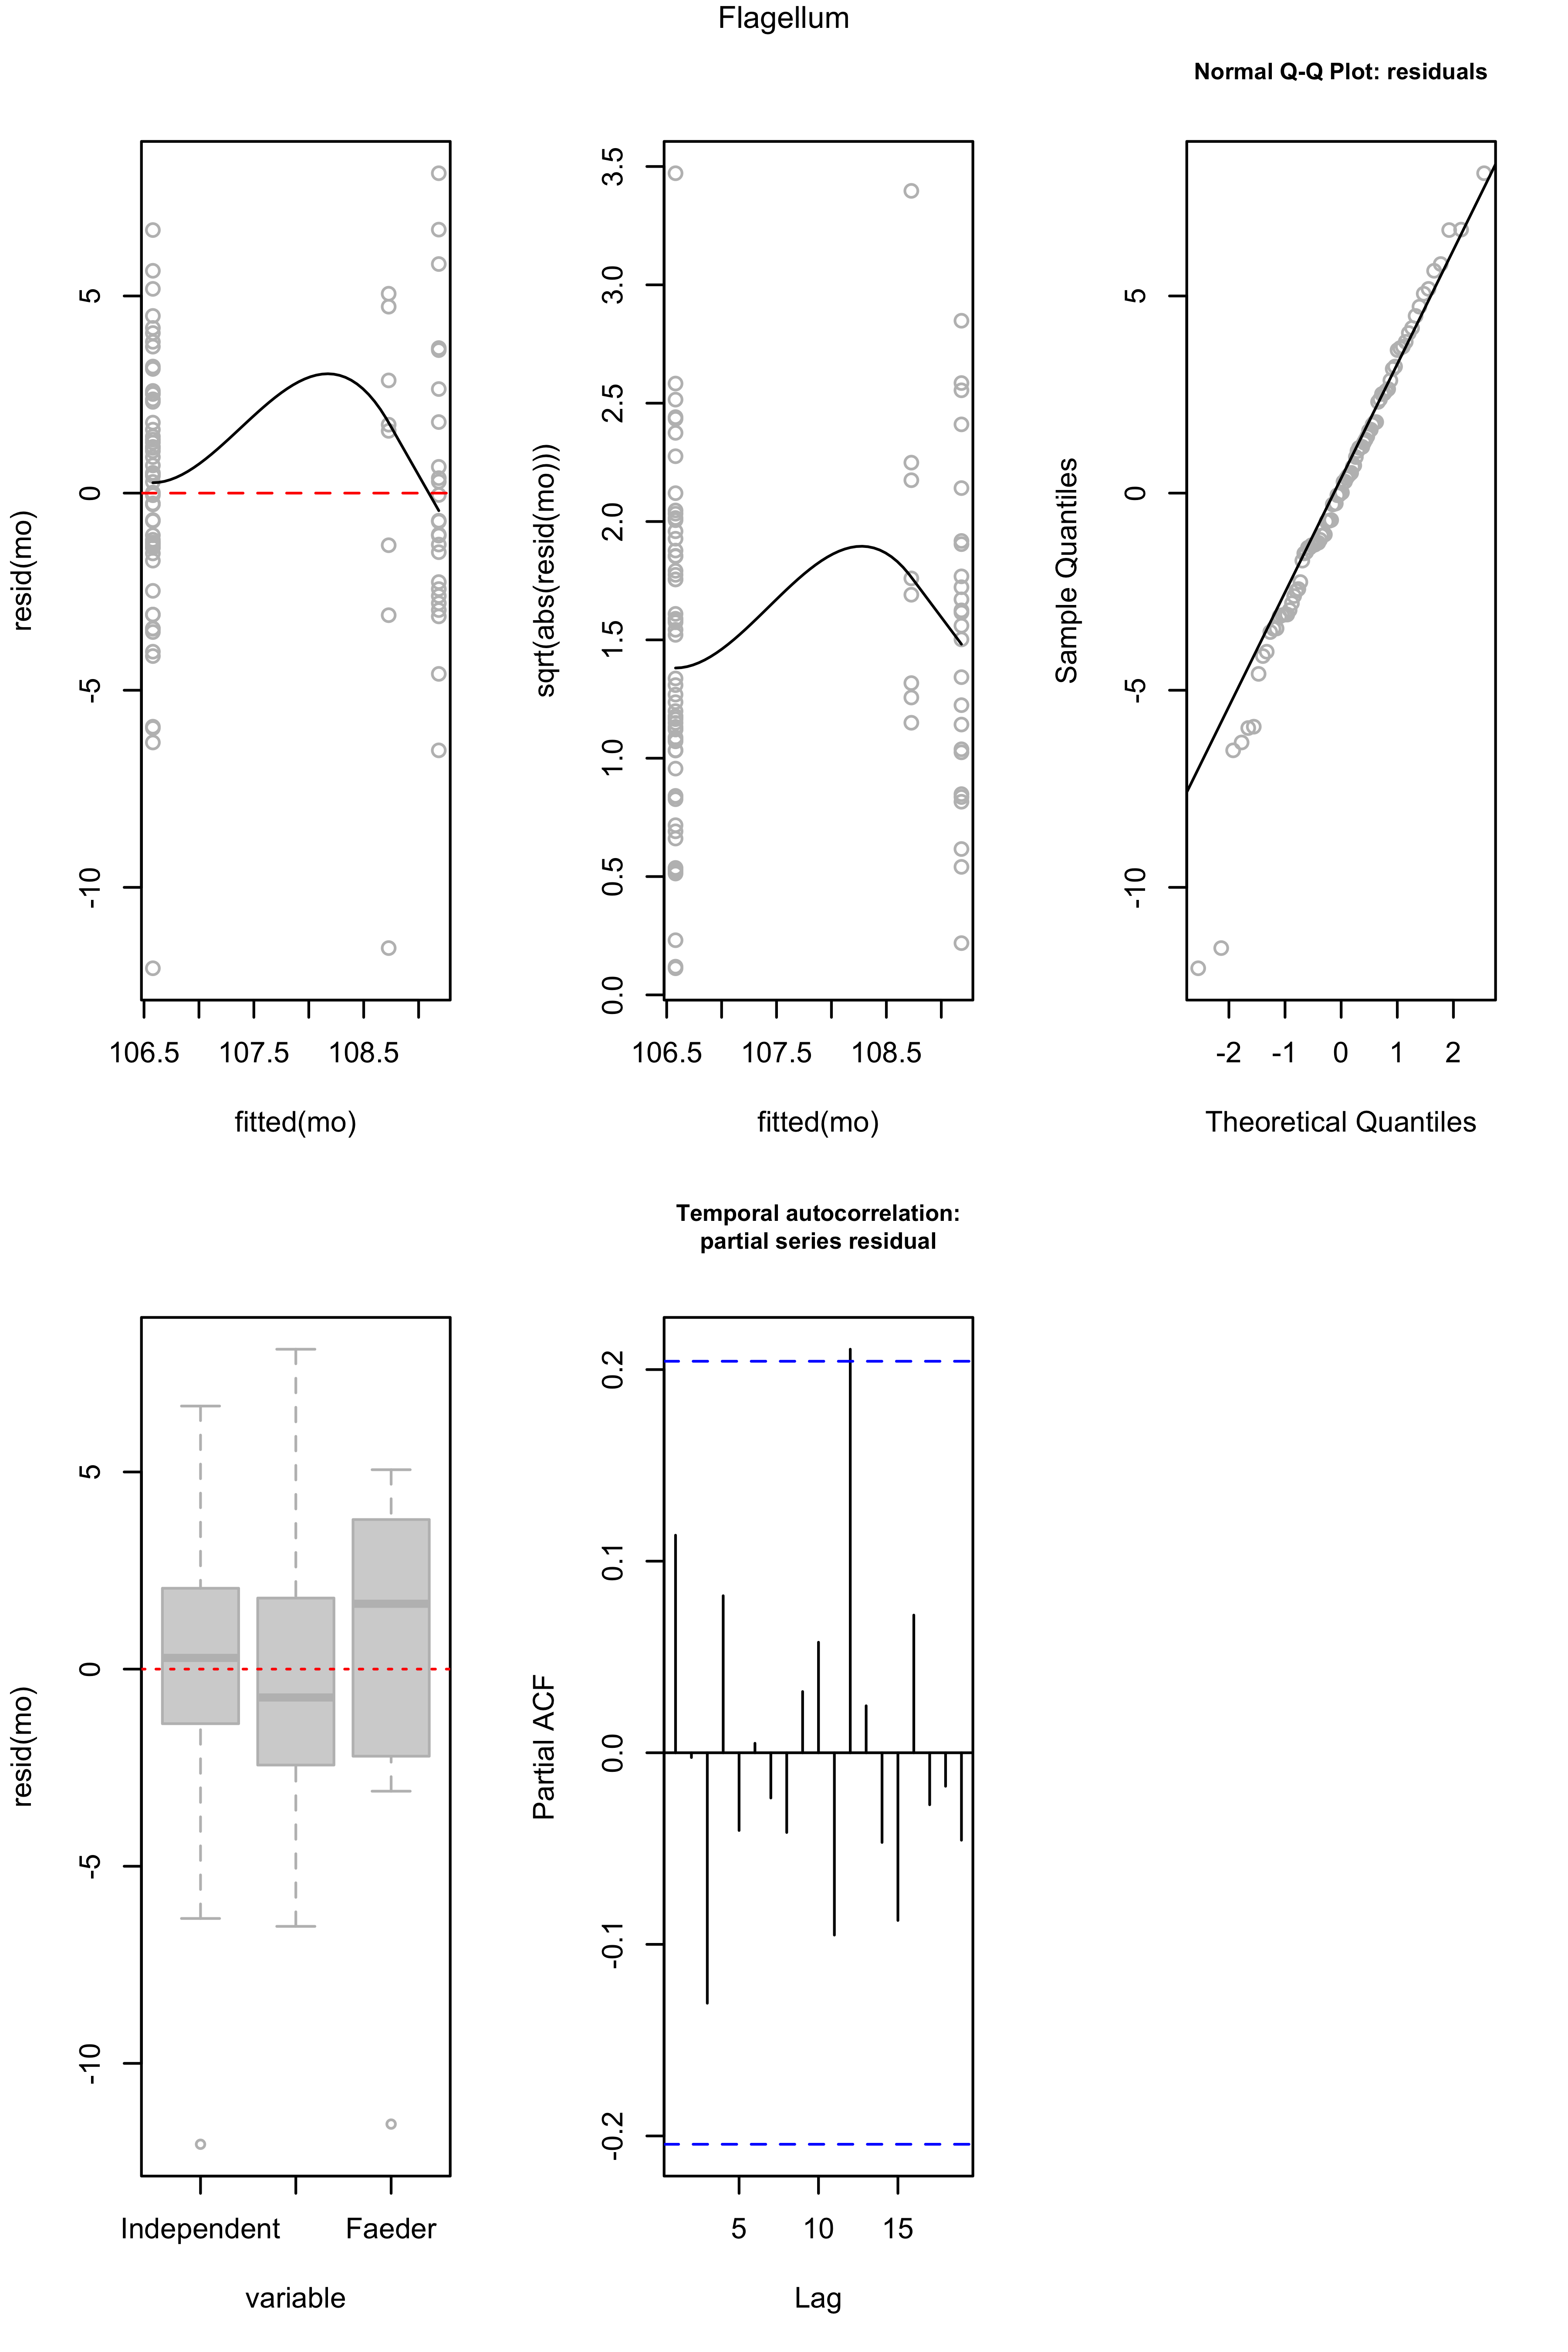 Flagellum
resid(mo)
-10
-5
0
5
106.5 107.5 108.5
fitted(mo)
sqrt(abs(resid(mo)))
0.0
0.5
1.0
1.5
2.0
2.5
3.0
3.5
106.5 107.5 108.5
fitted(mo)
Normal Q-Q Plot: residuals
Sample Quantiles
-10
-5
0
5
-2 -1 0 1 2
Theoretical Quantiles
resid(mo)
-10
-5
0
5
Independent Faeder
variable
Temporal autocorrelation:
partial series residual
Partial ACF
-0.2
-0.1
0.0
0.1
0.2
5 10 15
Lag